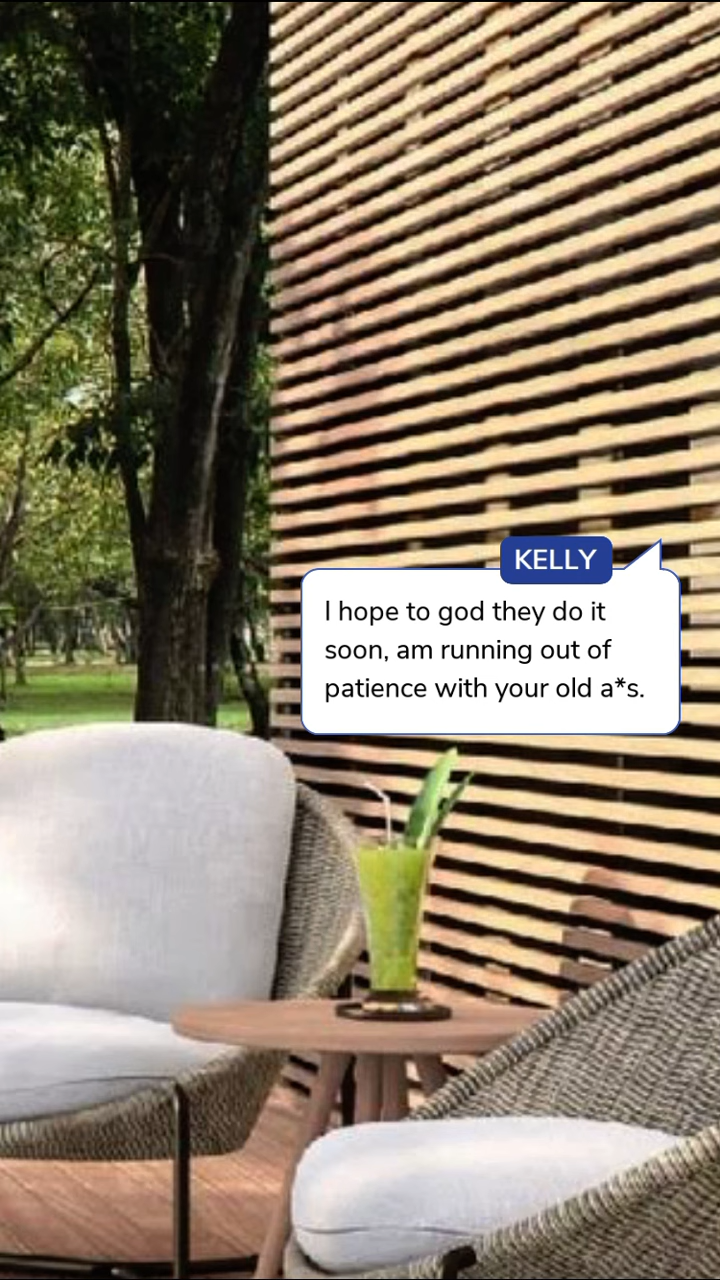 KELLY
I hope to god they do it
soon, am running out of
patience with your old a*s.